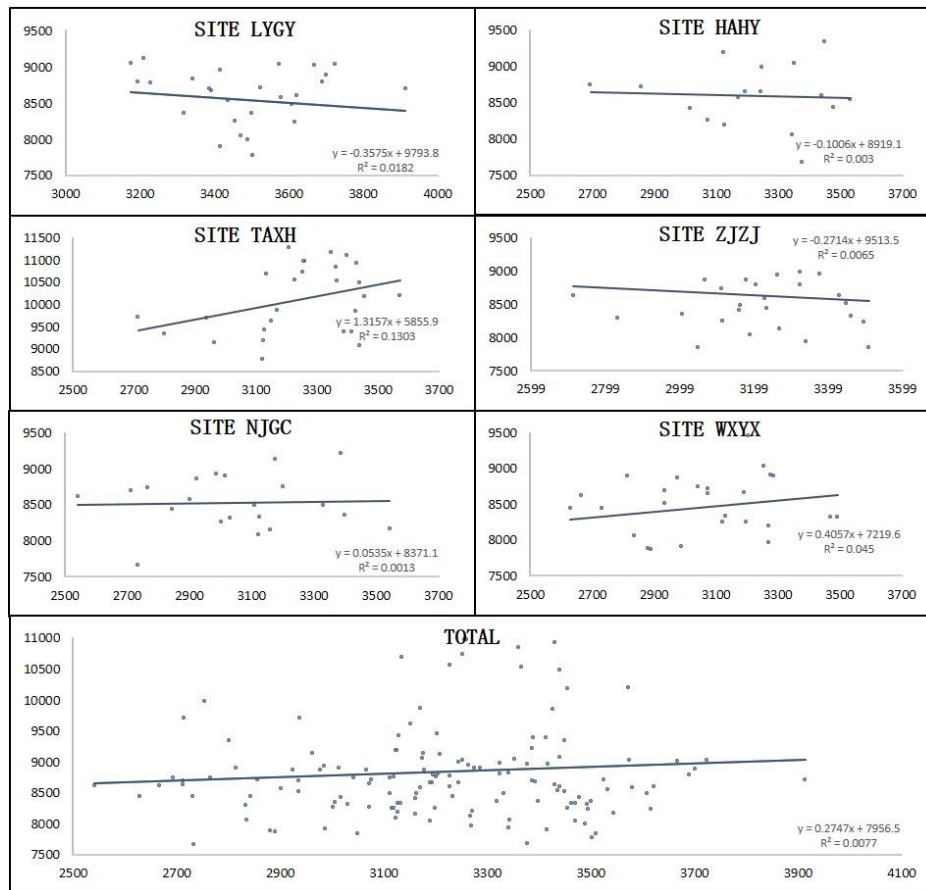 SITE LYGY
9500
9000
8500
8000
7500
3000 3200 3400 3600 3800 4000
y = -0.3575x + 9793.8
R² = 0.0182
SITE HAHY
9500
9000
8500
8000
7500
2500 2700 2900 3100 3300 3500 3700
y = -0.1006x + 8919.1
R² = 0.003
SITE TAXH
11500
11000
10500
10000
9500
9000
8500
2500 2700 2900 3100 3300 3500 3700
y = 1.3157x + 5855.9
R² = 0.1303
SITE ZJZJ
9500
9000
8500
8000
7500
2599 2799 2999 3199 3399 3599
y = -0.2714x + 9513.5
R² = 0.0065
SITE NJGC
9500
9000
8500
8000
7500
2500 2700 2900 3100 3300 3500 3700
y = 0.0535x + 8371.1
R² = 0.0013
SITE WXYX
9500
9000
8500
8000
7500
2500 2700 2900 3100 3300 3500 3700
y = 0.4057x + 7219.6
R² = 0.045
TOTAL
11000
10500
10000
9500
9000
8500
8000
7500
2500 2700 2900 3100 3300 3500 3700 3900 4100
y = 0.2747x + 7956.5
R² = 0.0077